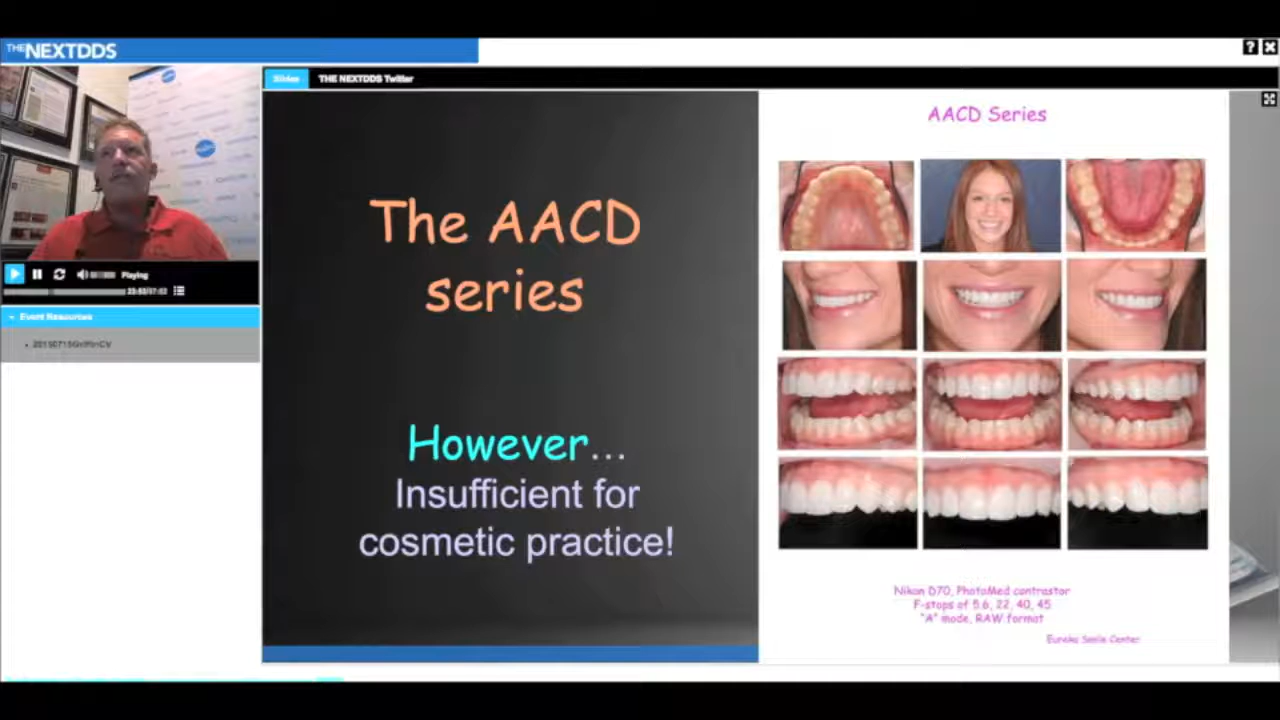 THENEXTDDS
Slides
THE NEXTDDS Twitter
Playing
Event Resources
The AACD
series
However...
Insufficient for
cosmetic practice!
AACD Series
Nikon D70, PhotoMed contrastor
F-stops of 5.6, 22, 40, 45
"A" mode, RAW format
Eureka Smile Center